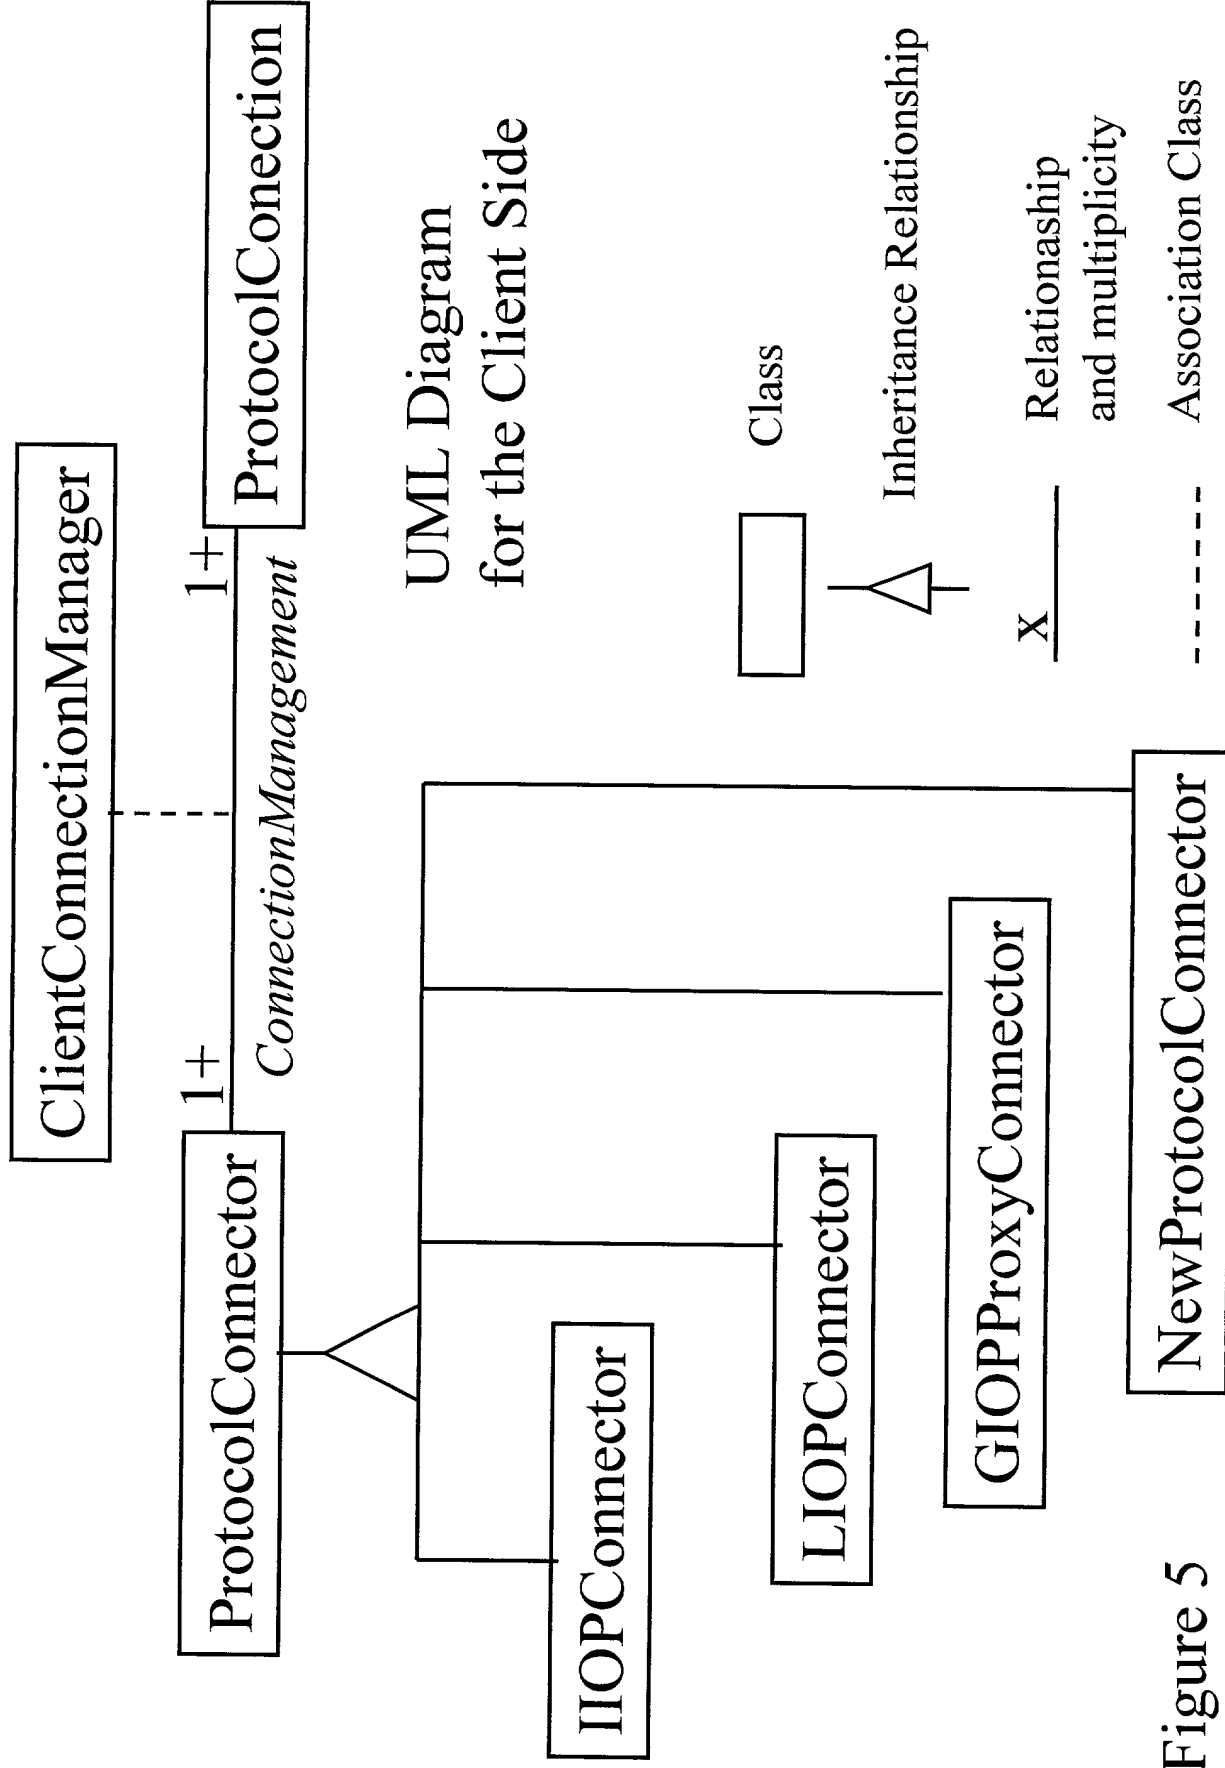 ClientConnectionManager
ProtocolConnector
1+
1+
ProtocolConection
ConnectionManagement
UML Diagram
for the Client Side
IIOPConnector
LIOPConnector
GIOPProxyConnector
NewProtocolConnector
Class
Inheritance Relationship
X
Relationaship
and multiplicity
Association Class
Figure 5